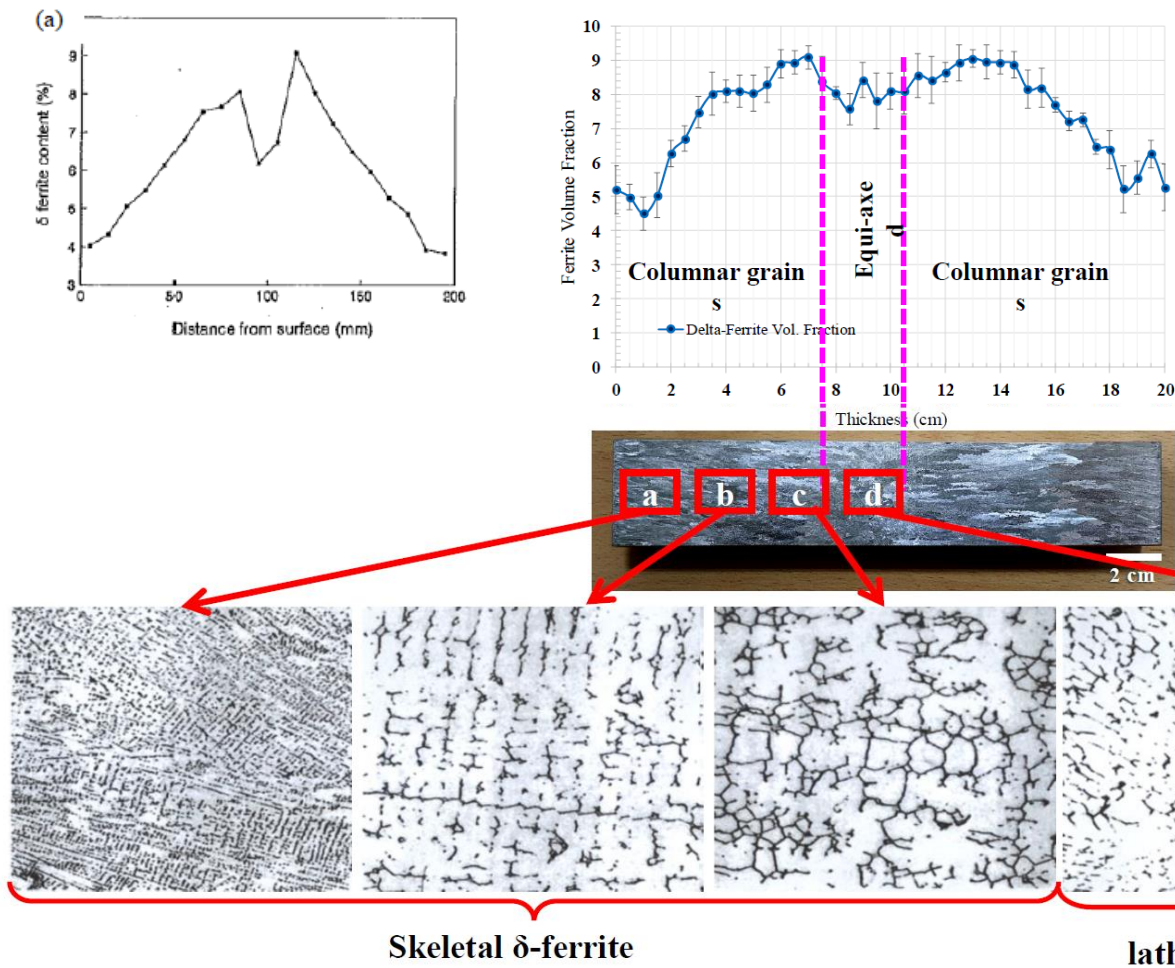 (a)
δ ferrite content (%)
9
8
7
6
5
4
3
0
50
100
150
200
Distance from surface (mm)
Ferrite Volume Fraction
10
9
8
7
6
5
4
3
2
1
0
Columnar grain
s
Equi-axe
d
Columnar grain
s
Delta-Ferrite Vol. Fraction
0 2 4 6 8 10 12 14 16 18 20
Thickness (cm)
a b c d
2 cm
Skeletal δ-ferrite
lath